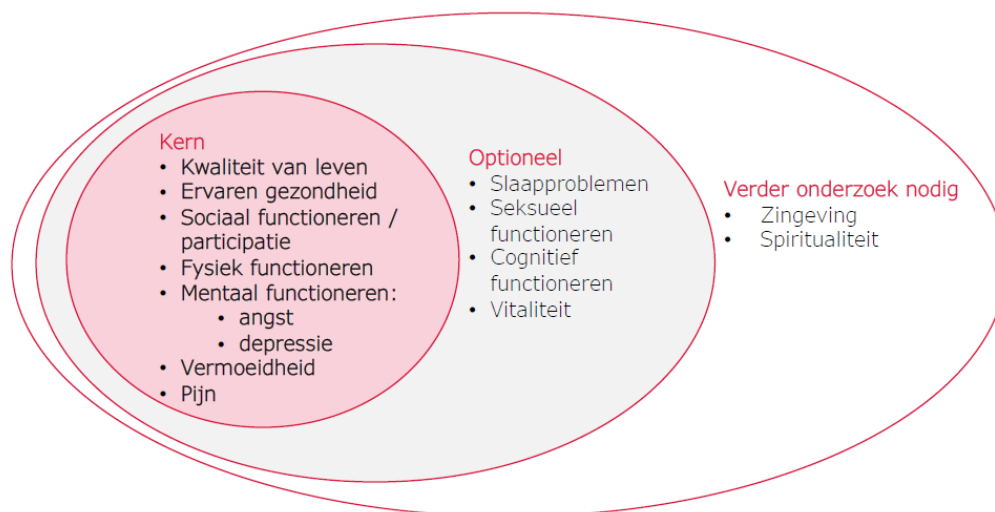 Kern
• Kwaliteit van leven
• Ervaren gezondheid
• Sociaal functioneren /
participatie
• Fysiek functioneren
• Mentaal functioneren:
• angst
• depressie
• Vermoeidheid
• Pijn
Optioneel
• Slaapproblemen
• Seksueel
functioneren
• Cognitief
functioneren
• Vitaliteit
Verder onderzoek nodig
• Zingeving
• Spiritualiteit